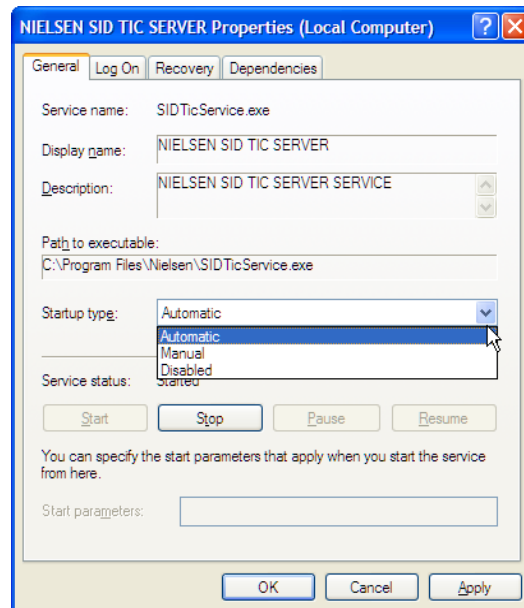 NIELSEN SID TIC SERVER Properties (Local Computer)
General Log On Recovery Dependencies
Service name: SIDTicService.exe
Display name: NIELSEN SID TIC SERVER
Description: NIELSEN SID TIC SERVER SERVICE
Path to executable:
C:\Program Files\Nielsen\SIDTicService.exe
Startup type: Automatic
Automatic
Manual
Disabled
Service status: Started
Start Stop Pause Resume
You can specify the start parameters that apply when you start the service
from here.
Start parameters:
OK Cancel Apply